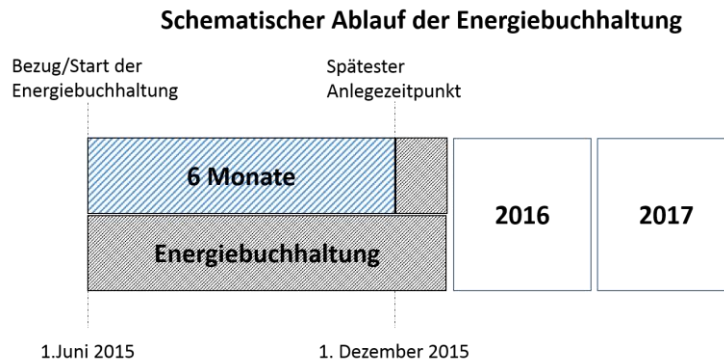 Schematischer Ablauf der Energiebuchhaltung
Bezug/Start der
Energiebuchhaltung
Spätester
Anlegezeitpunkt
6 Monate
Energiebuchhaltung
2016
2017
1.Juni 2015
1. Dezember 2015